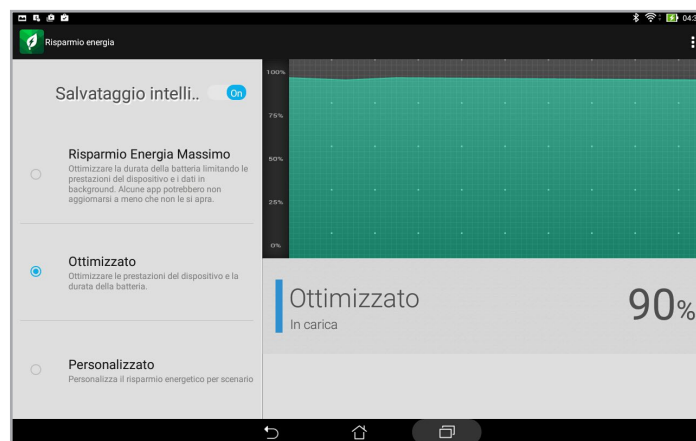 04:3
Risparmio energia
Salvataggio intelli..
On
Risparmio Energia Massimo
Ottimizzare la durata della batteria limitando le
prestazioni del dispositivo e i dati in
background. Alcune app potrebbero non
aggiornarsi a meno che non le si apra.
Ottimizzato
Ottimizzare le prestazioni del dispositivo e la
durata della batteria.
Personalizzato
Personalizza il risparmio energetico per scenario
100%
75%
50%
25%
0%
Ottimizzato
In carica
90%